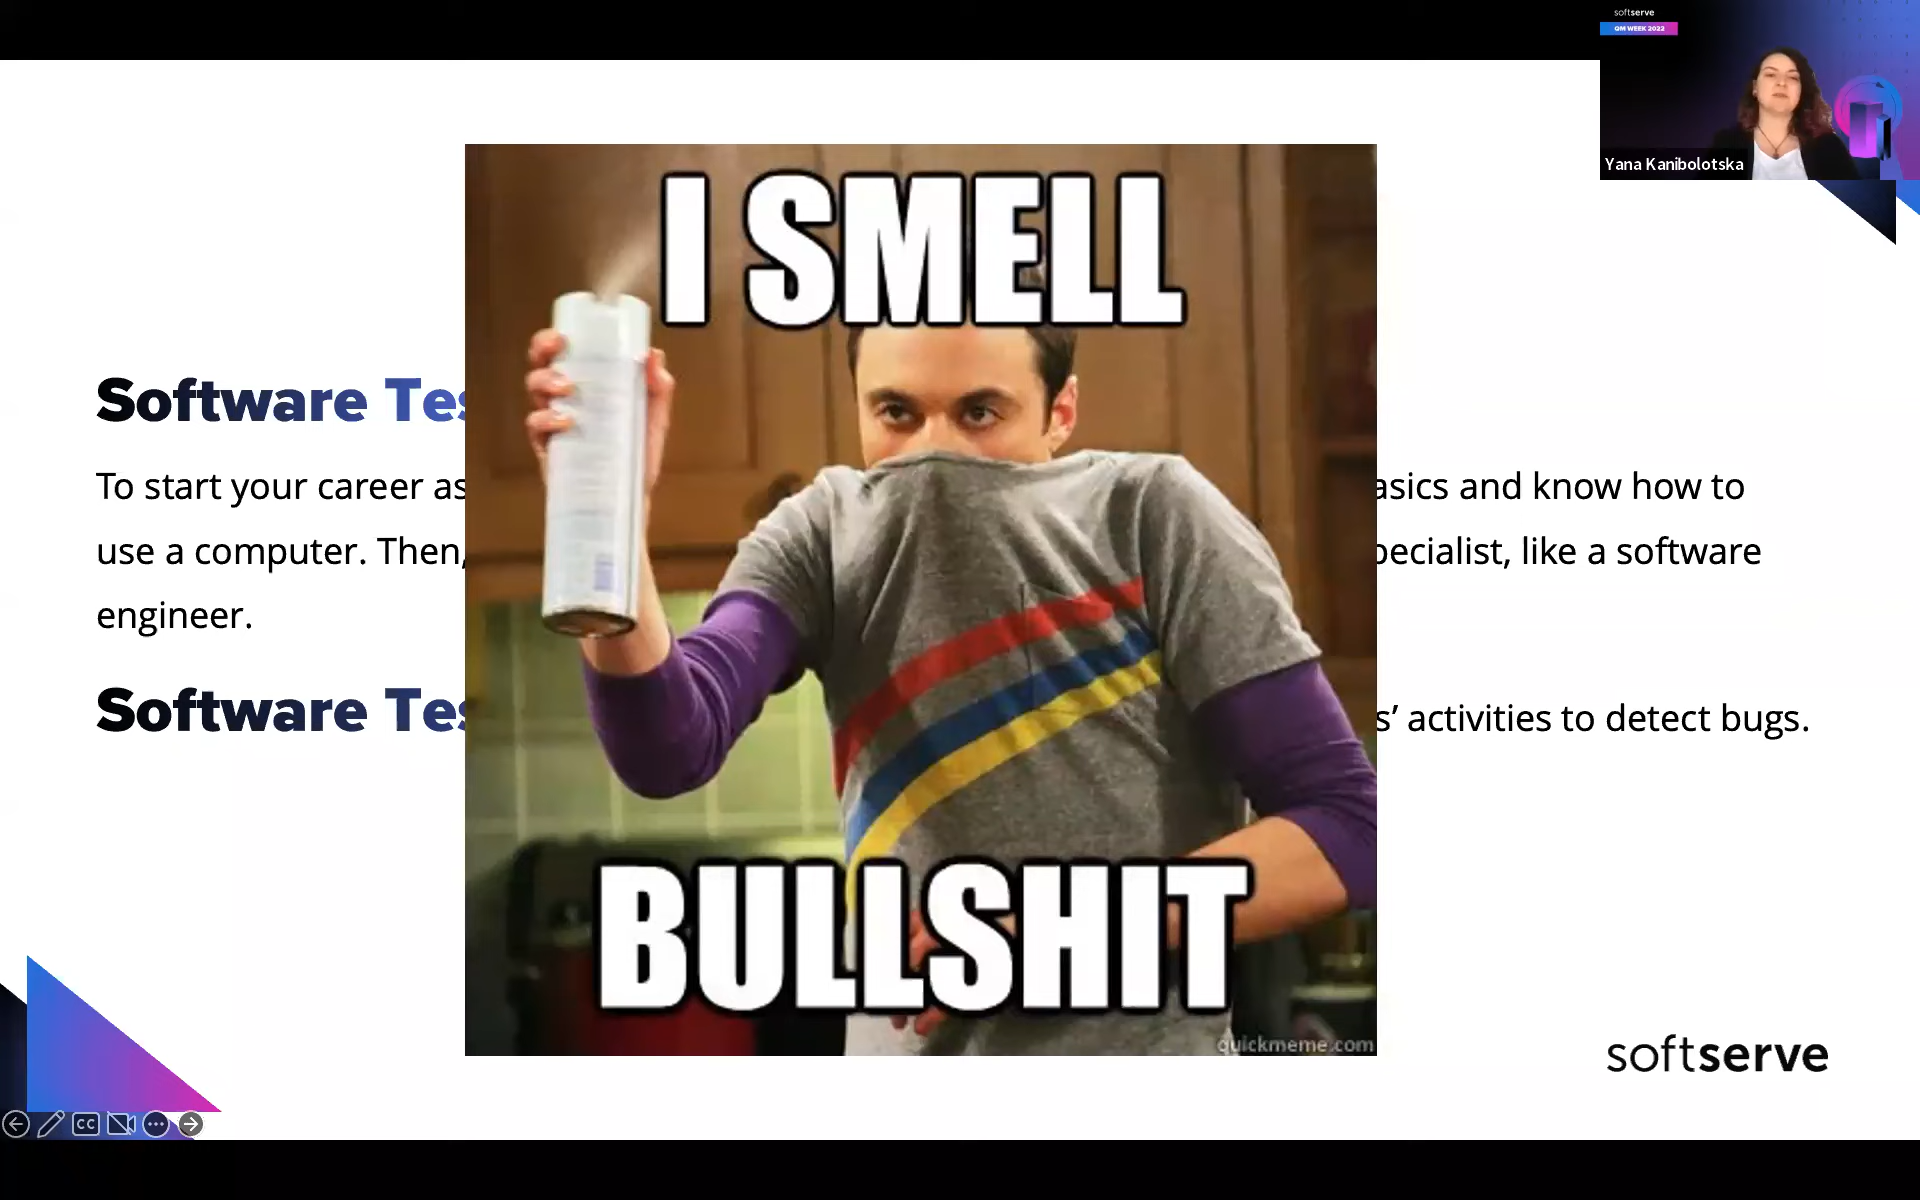 softserve
QM WEEK 2022
Yana Kanibolotska
I SMELL
Software Tes
To start your career as
asics and know how to
use a computer. Then,
pecialist, like a software
engineer.
Software Tes
s’ activities to detect bugs.
BULLSHIT
quickmeme.com
softserve
CC